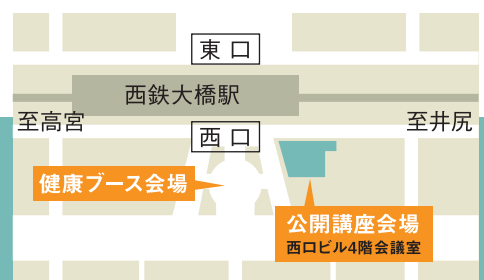 東口
西鉄大橋駅
至高宮
至井尻
西口
健康ブース会場
公開講座会場
西口ビル4階会議室